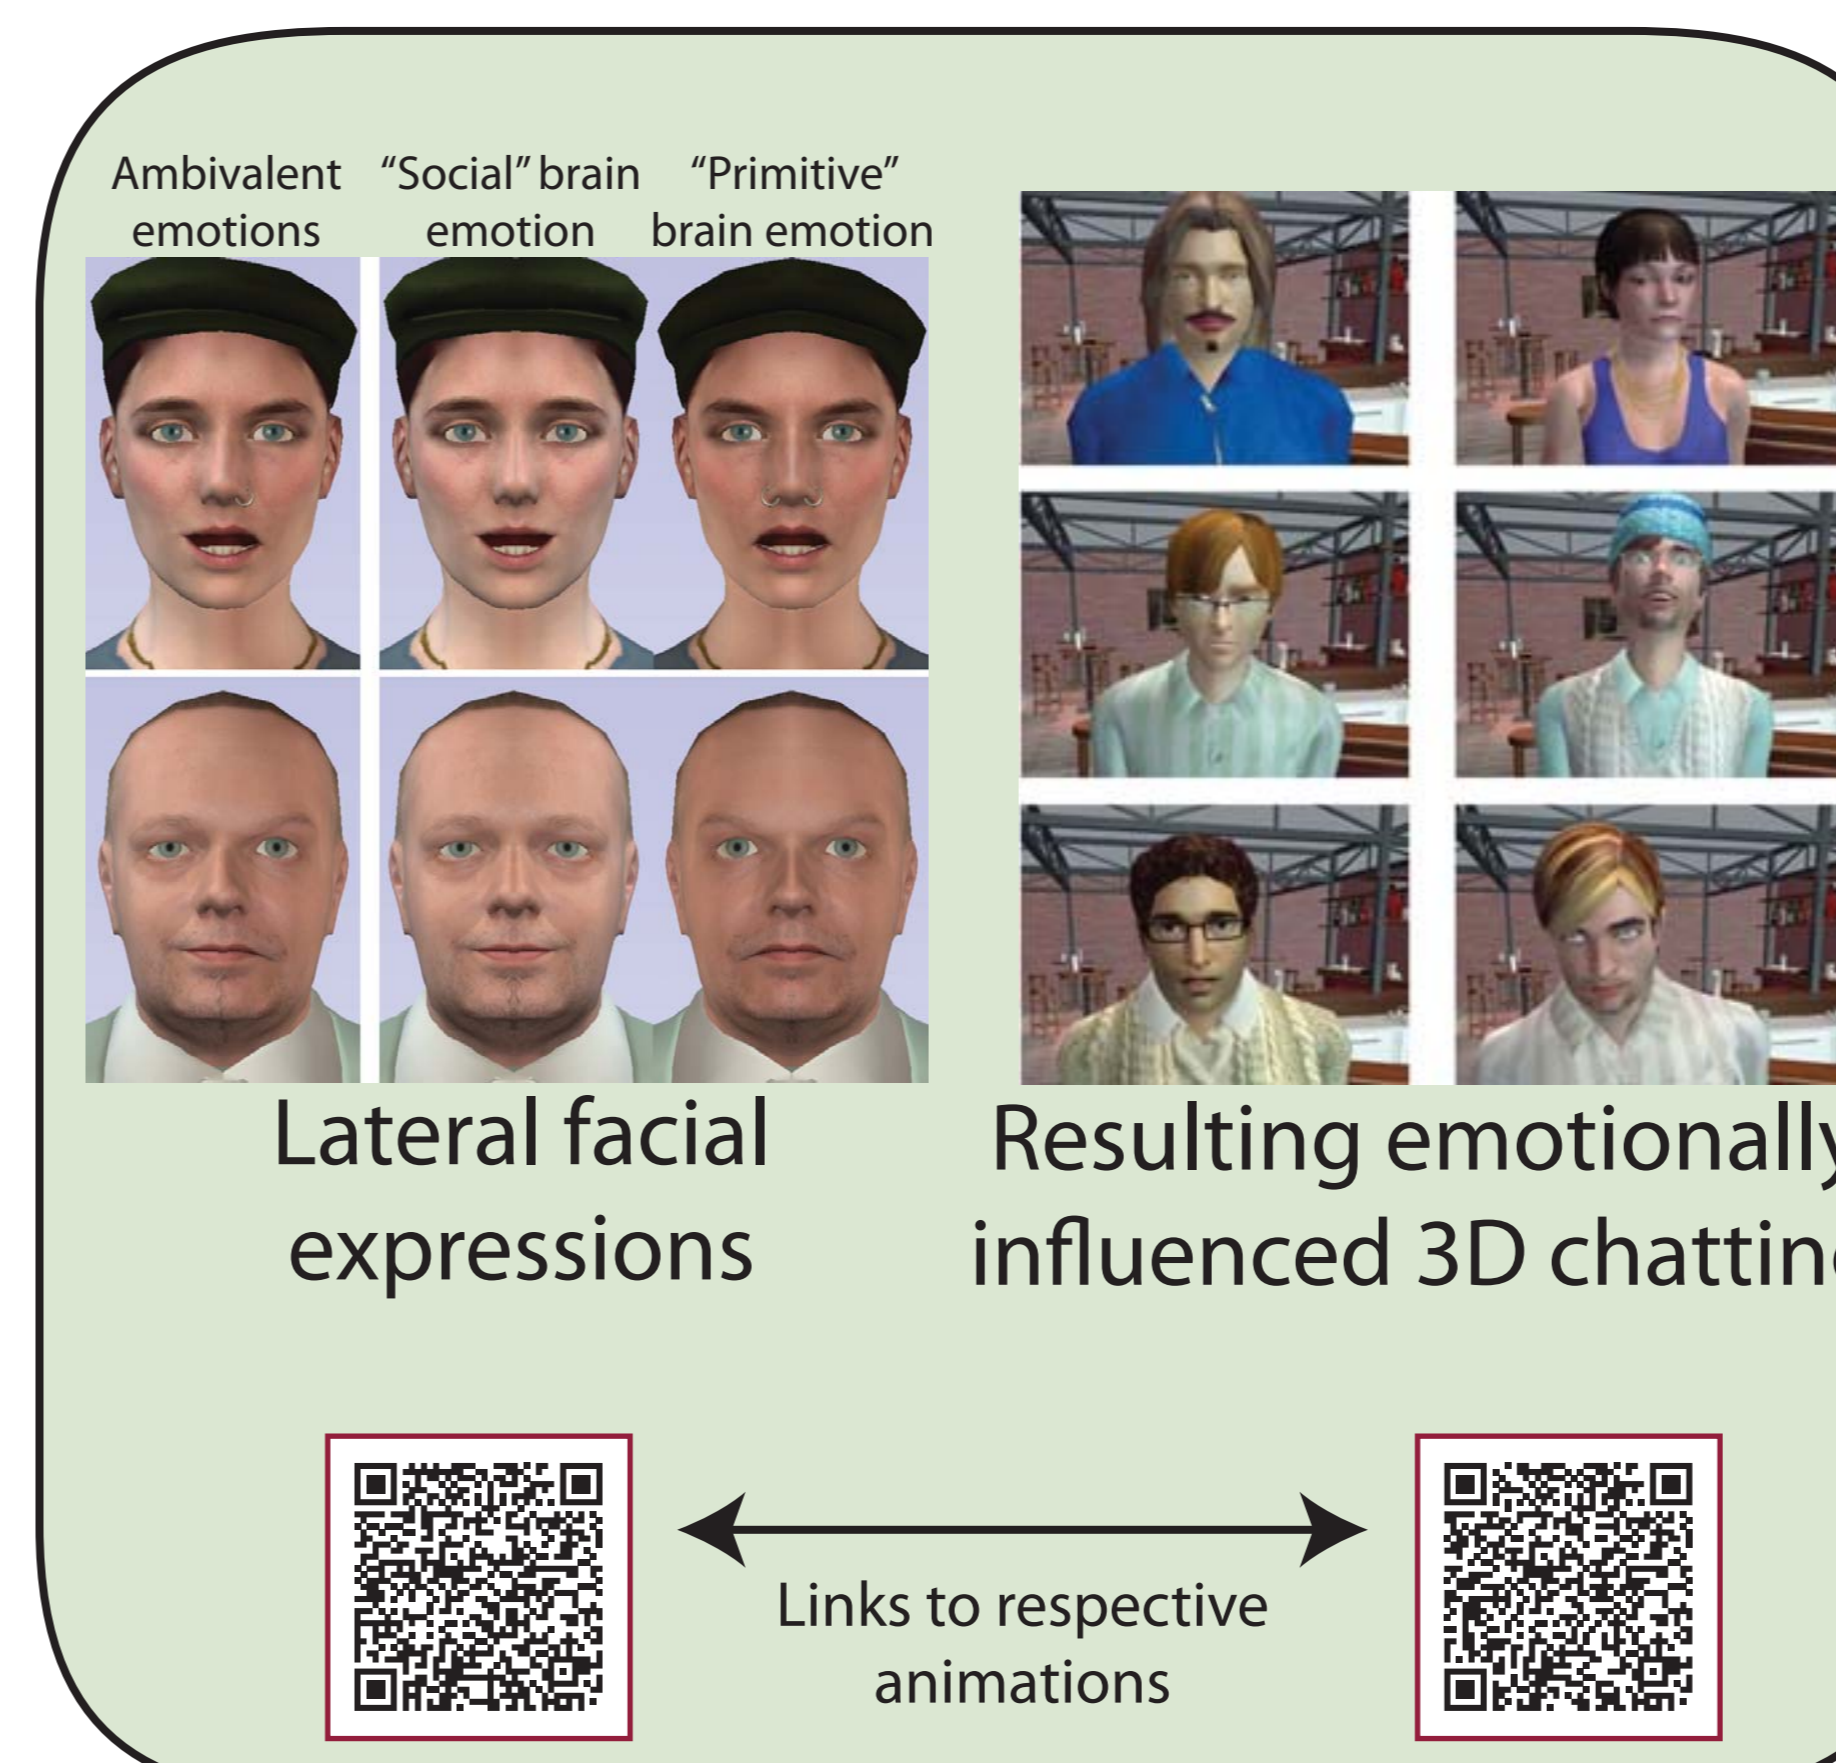 Ambivalent
emotions
“Social” brain
emotion
“Primitive”
brain emotion
Lateral facial
expressions
Resulting emotionally
influenced 3D chatting
Links to respective
animations